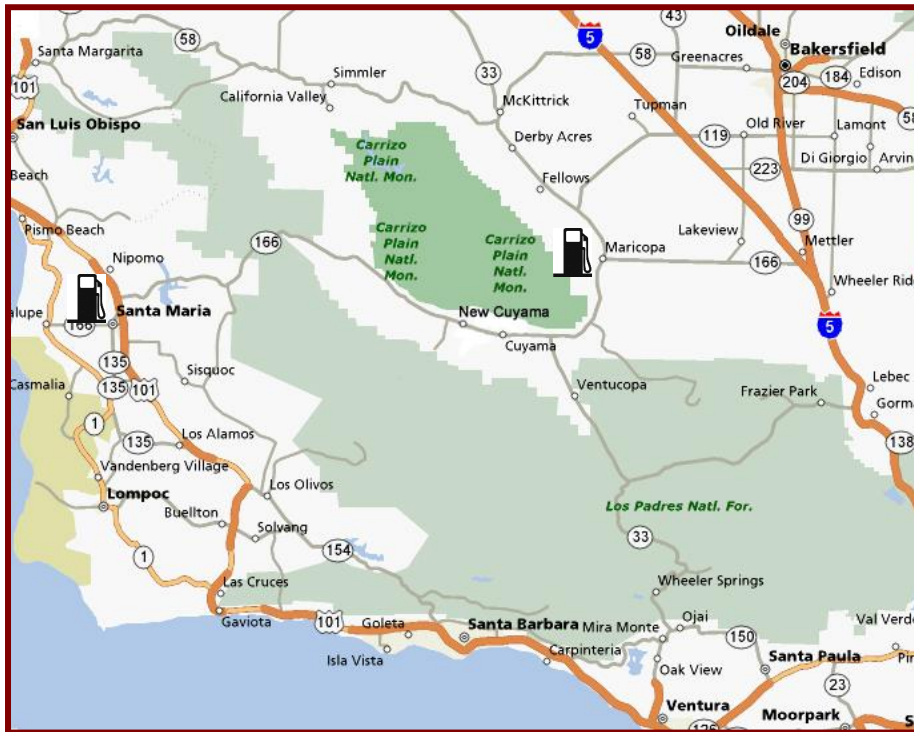 43
5
Oildale
Bakersfield
58
58
Greenacres
Santa Margarita
33
204
184
Edison
Simmler
101
California Valley
McKittrick
Tupman
58
San Luis Obispo
119
Old River
Lamont
Derby Acres
Carrizo
Plain
Natl. Mon.
Di Giorgio
Arvin
Beach
Fellows
223
Pismo Beach
Carrizo
Plain
Natl.
Mon.
Carrizo
Plain
Natl.
Mon.
99
166
Lakeview
Mettler
Maricopa
166
Nipomo
Wheeler Ridg
Santa Maria
alupe
166
New Cuyama
5
Cuyama
135
Sisquoc
135
101
Casmalia
Ventucopa
Lebec
Frazier Park
Gorma
1
135
Los Alamos
138
Vandenberg Village
Los Olivos
Lompoc
Buellton
Solvang
Los Padres Natl. For.
33
154
1
Las Cruces
Wheeler Springs
Gaviota
101
Goleta
Santa Barbara
Mira Monte
Ojai
150
Val Verde
Isla Vista
Carpinteria
Oak View
Santa Paula
Pir
23
Ventura
126
Moorpark
S